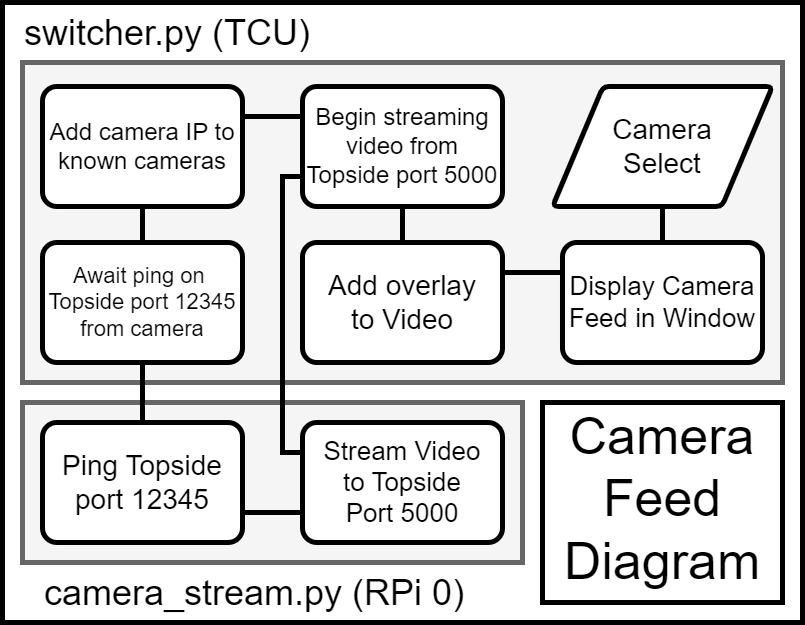 switcher.py (TCU)
Add camera IP to
known cameras
Begin streaming
video from
Topside port 5000
Camera
Select
Await ping on
Topside port 12345
from camera
Add overlay
to Video
Display Camera
Feed in Window
Ping Topside
port 12345
Stream Video
to Topside
Port 5000
Camera
Feed
Diagram
camera_stream.py (RPi 0)